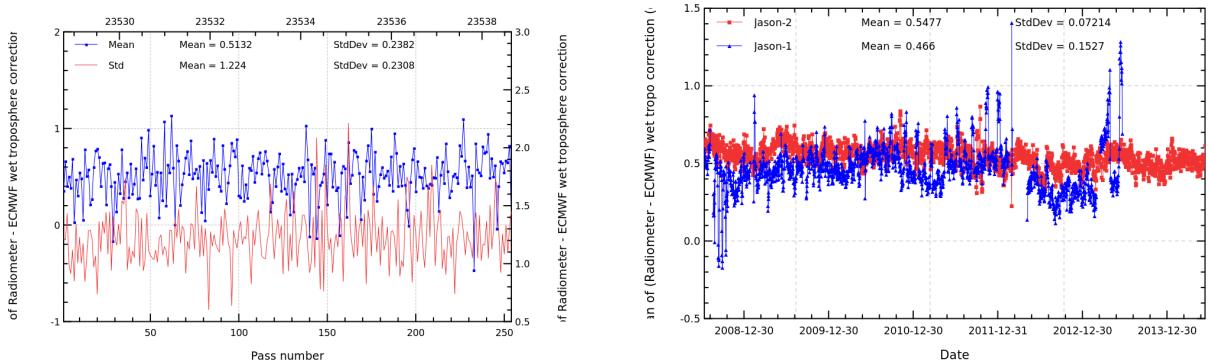 23530 23532 23534 23536 23538
2 3.0
Mean Mean = 0.5132 StdDev = 0.2382
Std Mean = 1.224 StdDev = 0.2308
2.5
1 2.0
1.5
0
1.0
-1 0.5
50 100 150 200 250
Pass number
of Radiometer - ECMWF wet troposphere correction
of Radiometer - ECMWF wet troposphere correction
1.5
Jason-2 Mean = 0.5477 StdDev = 0.07214
Jason-1 Mean = 0.466 StdDev = 0.1527
1.0
0.5
0.0
-0.5
2008-12-30 2009-12-30 2010-12-30 2011-12-31 2012-12-30 2013-12-30
Date
of (Radiometer - ECMWF) wet tropo correction (